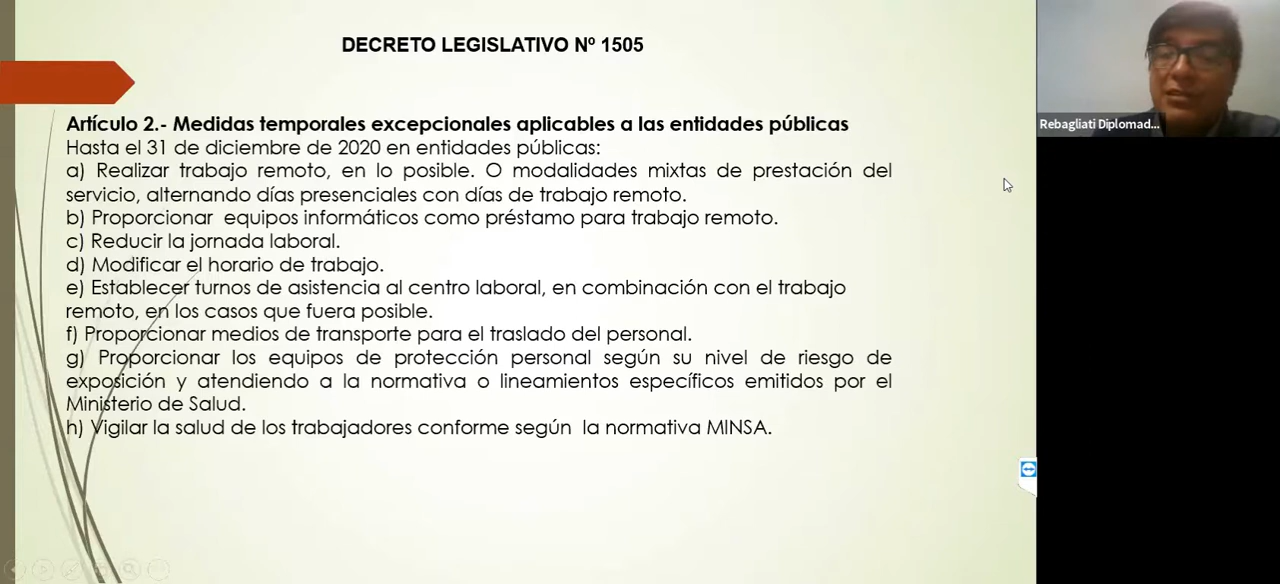 DECRETO LEGISLATIVO Nº 1505
Artículo 2.- Medidas temporales excepcionales aplicables a las entidades públicas
Hasta el 31 de diciembre de 2020 en entidades públicas:
a) Realizar trabajo remoto, en lo posible. O modalidades mixtas de prestación del
servicio, alternando días presenciales con días de trabajo remoto.
b) Proporcionar equipos informáticos como préstamo para trabajo remoto.
c) Reducir la jornada laboral.
d) Modificar el horario de trabajo.
e) Establecer turnos de asistencia al centro laboral, en combinación con el trabajo
remoto, en los casos que fuera posible.
f) Proporcionar medios de transporte para el traslado del personal.
g) Proporcionar los equipos de protección personal según su nivel de riesgo de
exposición y atendiendo a la normativa o lineamientos específicos emitidos por el
Ministerio de Salud.
h) Vigilar la salud de los trabajadores conforme según la normativa MINSA.
Rebagliati Diplomad...